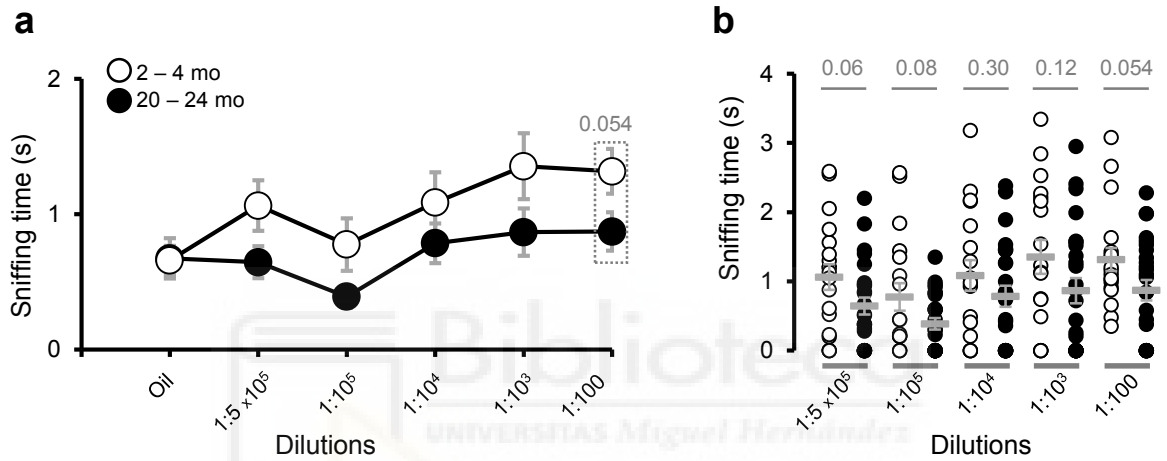 a
b
2
1
0
Sniffing time (s)
2 – 4 mo
20 – 24 mo
0.054
Oil
1:5 x10⁵
1:10⁵
1:10⁴
1:10³
1:100
Dilutions
4
3
2
1
0
Sniffing time (s)
0.06
0.08
0.30
0.12
0.054
1:5 x10⁵
1:10⁵
1:10⁴
1:10³
1:100
Dilutions
Biblioteca
UNIVERSITAS Miguel Hernández